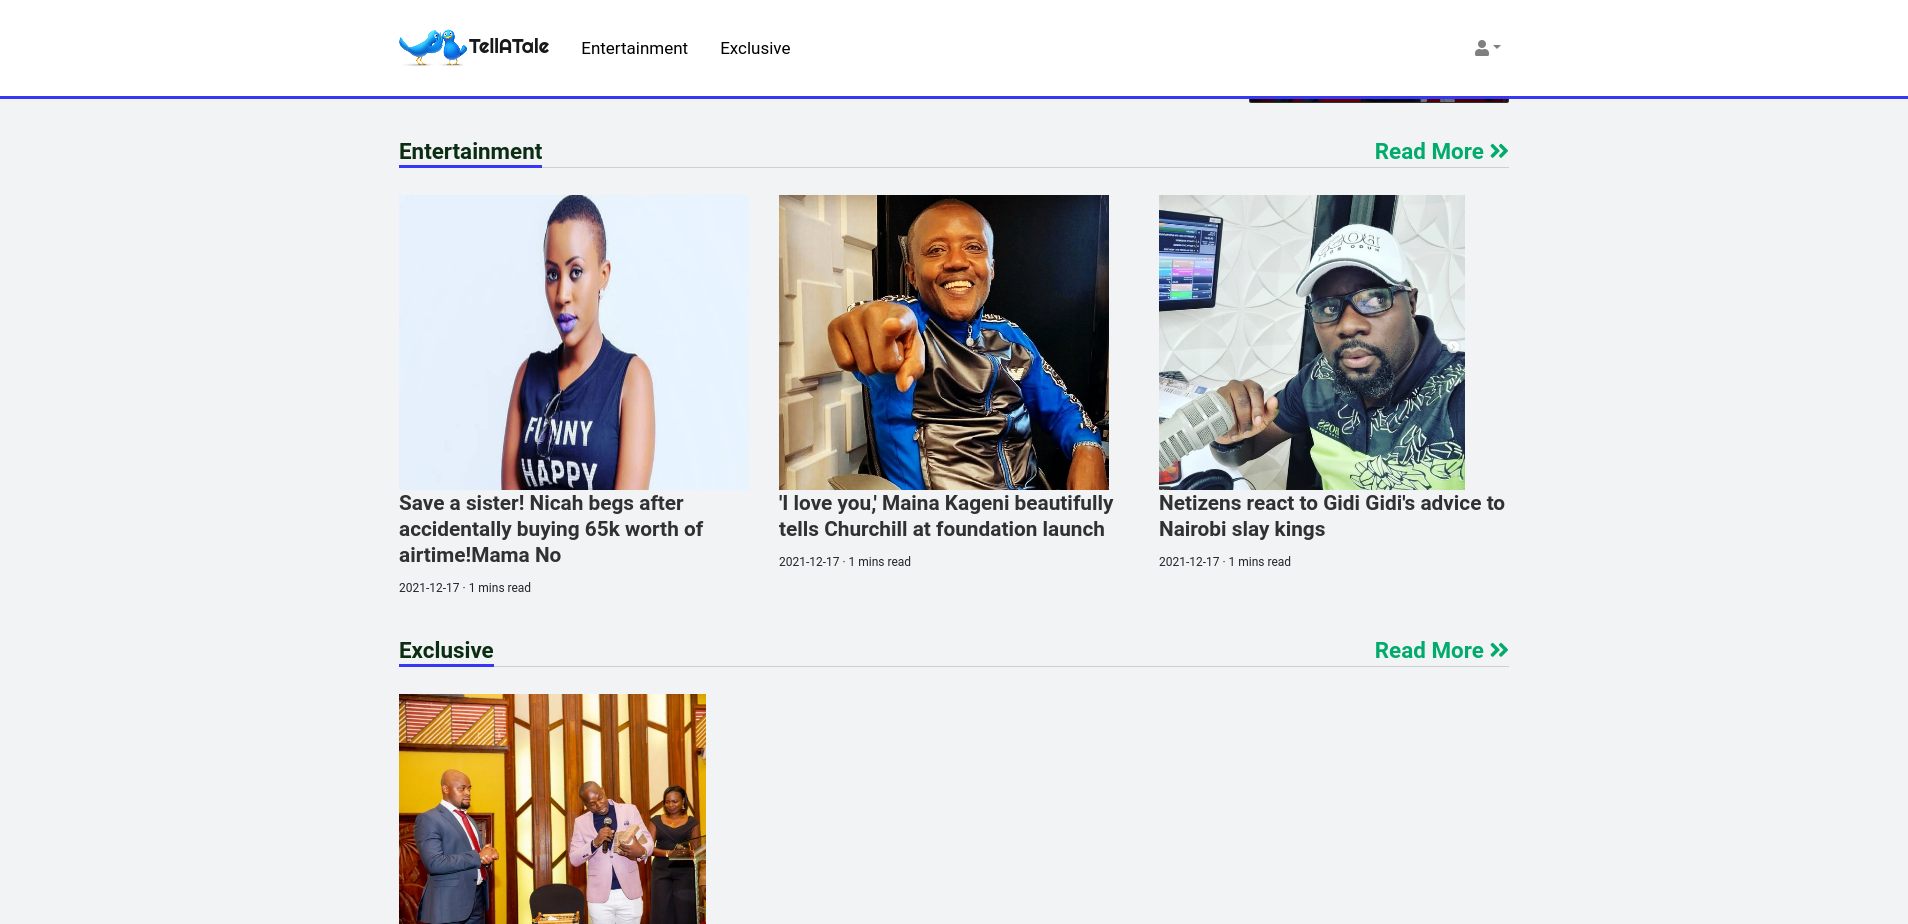 TellATale
Entertainment
Exclusive
Entertainment
Read More
FUNNY
HAPPY
Save a sister! Nicah begs after
accidentally buying 65k worth of
airtime!Mama No
2021-12-17 · 1 mins read
'I love you,' Maina Kageni beautifully
tells Churchill at foundation launch
2021-12-17 · 1 mins read
Netizens react to Gidi Gidi's advice to
Nairobi slay kings
2021-12-17 · 1 mins read
Exclusive
Read More